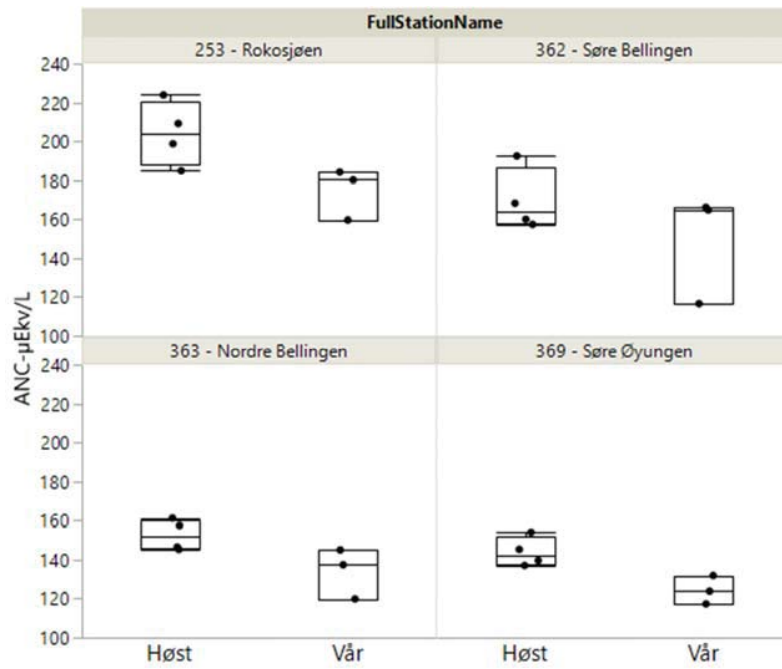 FullStationName
253 - Rokosjøen
362 - Søre Bellingen
240
220
200
180
160
140
120
100
363 - Nordre Bellingen
369 - Søre Øyungen
240
220
200
180
160
140
120
100
ANC-µEkv/L
Høst
Vår
Høst
Vår